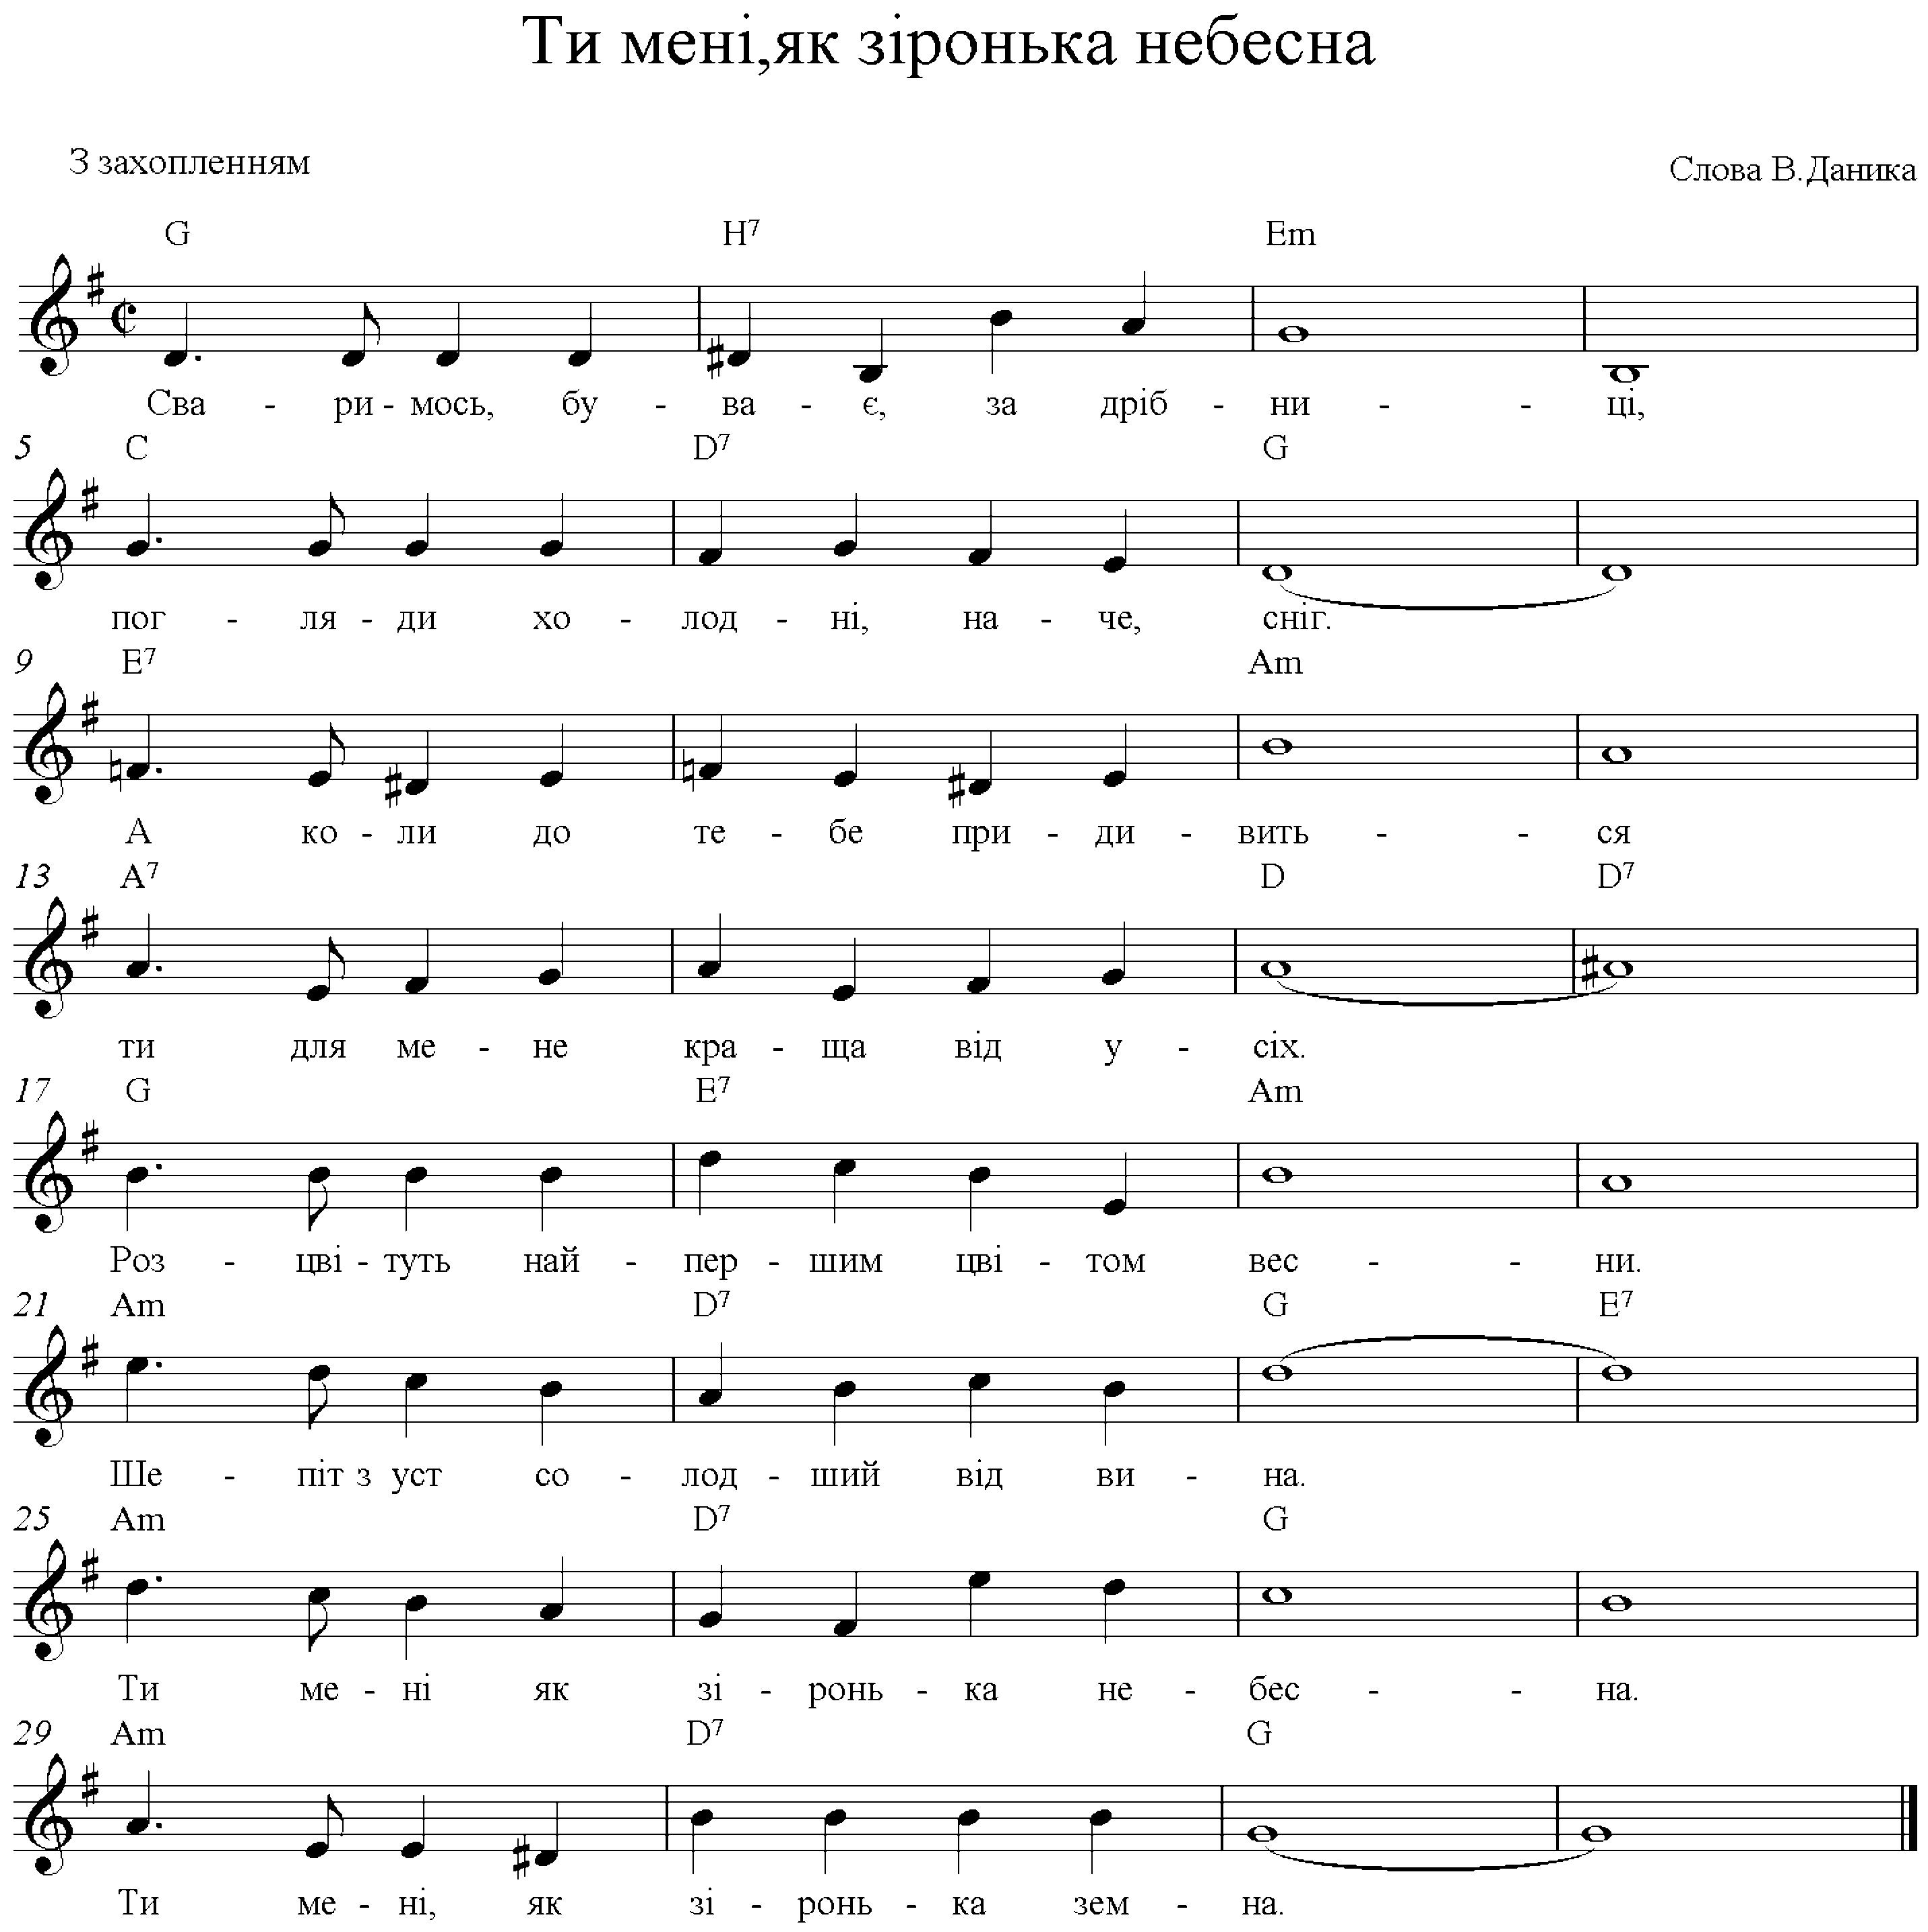 Ти мені,як зіронька небесна
З захопленням
Слова В.Даника
G H7 Em
Сва - ри - мось, бу - ва - є, за дріб - ни - - ці,
5 C D7 G
пог - ля - ди хо - лод - ні, на - че, сніг.
9 E7 Am
А ко - ли до те - бе при - ди - вить - - ся
13 A7 D D7
ти для ме - не кра - ща від у - сіх.
17 G E7 Am
Роз - цві - туть най - пер - шим цві - том вес - - ни.
21 Am D7 G E7
Ше - піт з уст со - лод - ший від ви - на.
25 Am D7 G
Ти ме - ні як зі - ронь - ка не - бес - - на.
29 Am D7 G
Ти ме - ні, як зі - ронь - ка зем - на.